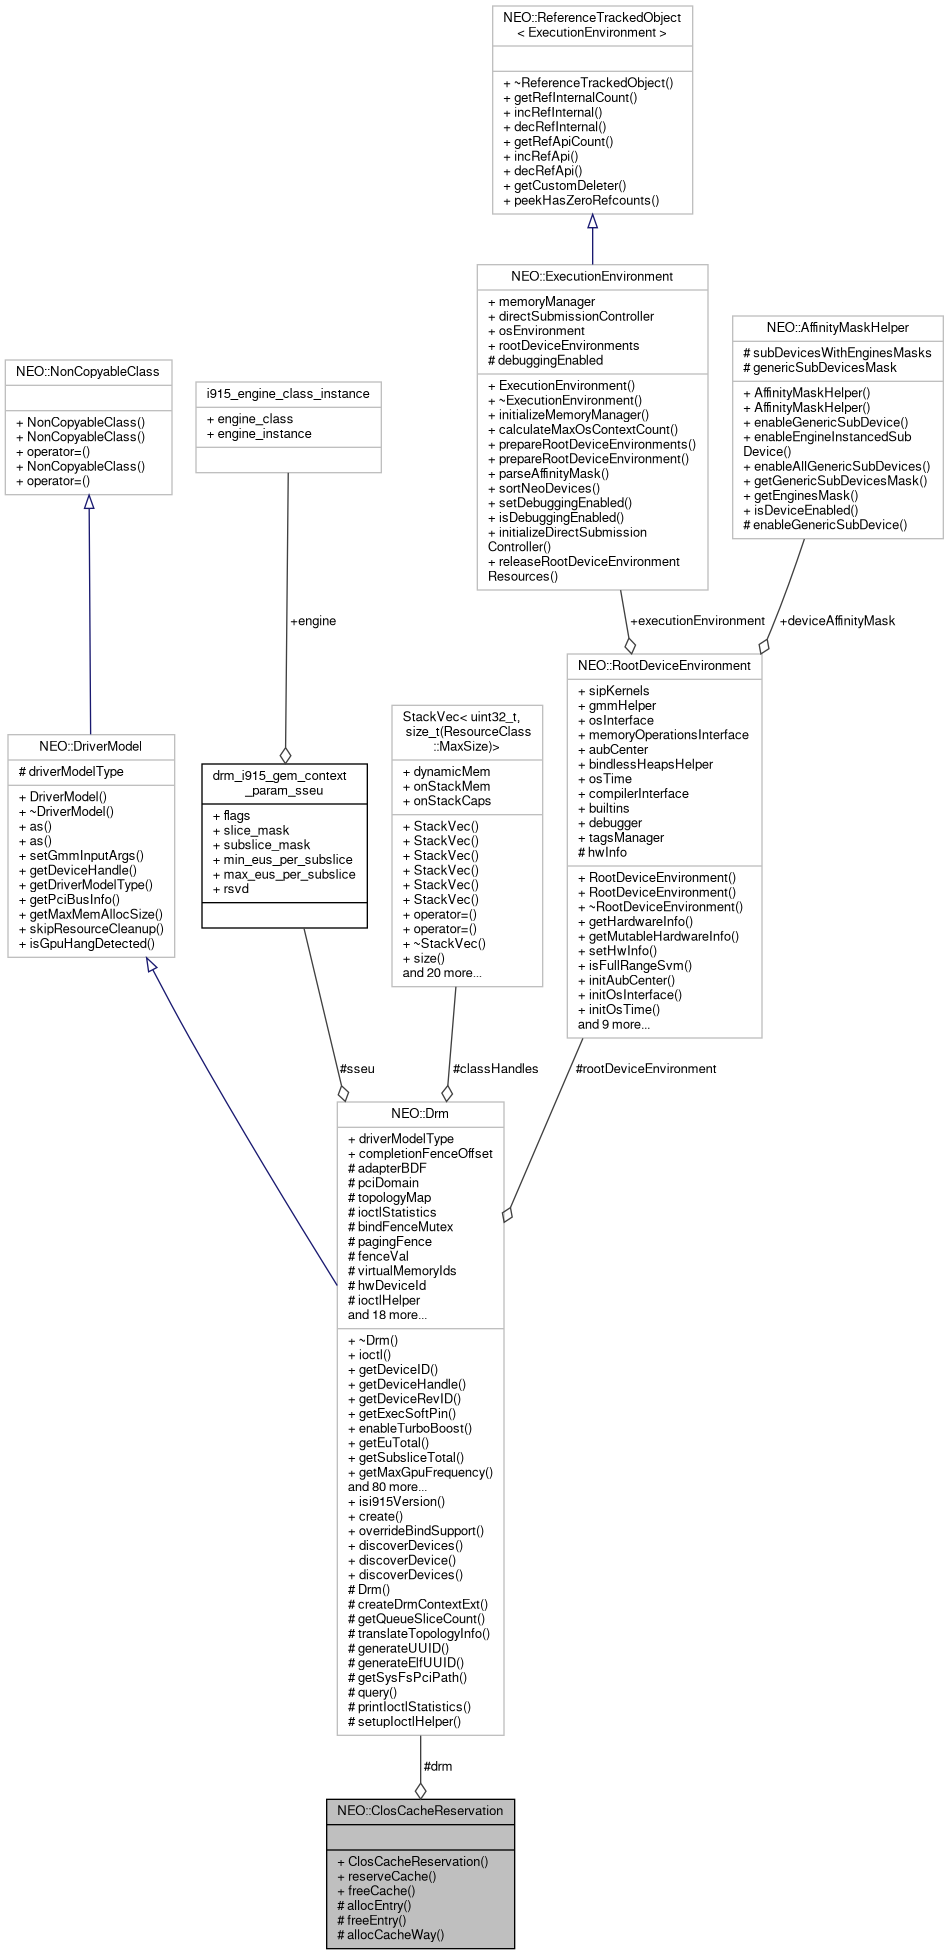 NEO::ReferenceTrackedObject
< ExecutionEnvironment >
+ ~ReferenceTrackedObject()
+ getRefInternalCount()
+ incRefInternal()
+ decRefInternal()
+ getRefApiCount()
+ incRefApi()
+ decRefApi()
+ getCustomDeleter()
+ peekHasZeroRefcounts()
NEO::ExecutionEnvironment
+ memoryManager
+ directSubmissionController
+ osEnvironment
+ rootDeviceEnvironments
# debuggingEnabled
+ ExecutionEnvironment()
+ ~ExecutionEnvironment()
+ initializeMemoryManager()
+ calculateMaxOsContextCount()
+ prepareRootDeviceEnvironments()
+ prepareRootDeviceEnvironment()
+ parseAffinityMask()
+ sortNeoDevices()
+ setDebuggingEnabled()
+ isDebuggingEnabled()
+ initializeDirectSubmission
Controller()
+ releaseRootDeviceEnvironment
Resources()
NEO::AffinityMaskHelper
# subDevicesWithEnginesMasks
# genericSubDevicesMask
+ AffinityMaskHelper()
+ AffinityMaskHelper()
+ enableGenericSubDevice()
+ enableEngineInstancedSub
Device()
+ enableAllGenericSubDevices()
+ getGenericSubDevicesMask()
+ getEnginesMask()
+ isDeviceEnabled()
# enableGenericSubDevice()
NEO::NonCopyableClass
+ NonCopyableClass()
+ NonCopyableClass()
+ operator=()
+ NonCopyableClass()
+ operator=()
i915_engine_class_instance
+ engine_class
+ engine_instance
+engine
+executionEnvironment
+deviceAffinityMask
NEO::DriverModel
# driverModelType
+ DriverModel()
+ ~DriverModel()
+ as()
+ as()
+ setGmmInputArgs()
+ getDeviceHandle()
+ getDriverModelType()
+ getPciBusInfo()
+ getMaxMemAllocSize()
+ skipResourceCleanup()
+ isGpuHangDetected()
drm_i915_gem_context
_param_sseu
+ flags
+ slice_mask
+ subslice_mask
+ min_eus_per_subslice
+ max_eus_per_subslice
+ rsvd
StackVec< uint32_t,
size_t(ResourceClass
::MaxSize)>
+ dynamicMem
+ onStackMem
+ onStackCaps
+ StackVec()
+ StackVec()
+ StackVec()
+ StackVec()
+ StackVec()
+ StackVec()
+ operator=()
+ operator=()
+ ~StackVec()
+ size()
and 20 more...
NEO::RootDeviceEnvironment
+ sipKernels
+ gmmHelper
+ osInterface
+ memoryOperationsInterface
+ aubCenter
+ bindlessHeapsHelper
+ osTime
+ compilerInterface
+ builtins
+ debugger
+ tagsManager
# hwInfo
+ RootDeviceEnvironment()
+ RootDeviceEnvironment()
+ ~RootDeviceEnvironment()
+ getHardwareInfo()
+ getMutableHardwareInfo()
+ setHwInfo()
+ isFullRangeSvm()
+ initAubCenter()
+ initOsInterface()
+ initOsTime()
and 9 more...
#sseu
#classHandles
#rootDeviceEnvironment
NEO::Drm
+ driverModelType
+ completionFenceOffset
# adapterBDF
# pciDomain
# topologyMap
# ioctlStatistics
# bindFenceMutex
# pagingFence
# fenceVal
# virtualMemoryIds
# hwDeviceId
# ioctlHelper
and 18 more...
+ ~Drm()
+ ioctl()
+ getDeviceID()
+ getDeviceHandle()
+ getDeviceRevID()
+ getExecSoftPin()
+ enableTurboBoost()
+ getEuTotal()
+ getSubsliceTotal()
+ getMaxGpuFrequency()
and 80 more...
+ isi915Version()
+ create()
+ overrideBindSupport()
+ discoverDevices()
+ discoverDevice()
+ discoverDevices()
# Drm()
# createDrmContextExt()
# getQueueSliceCount()
# translateTopologyInfo()
# generateUUID()
# generateElfUUID()
# getSysFsPciPath()
# query()
# printIoctlStatistics()
# setupIoctlHelper()
#drm
NEO::ClosCacheReservation
+ ClosCacheReservation()
+ reserveCache()
+ freeCache()
# allocEntry()
# freeEntry()
# allocCacheWay()